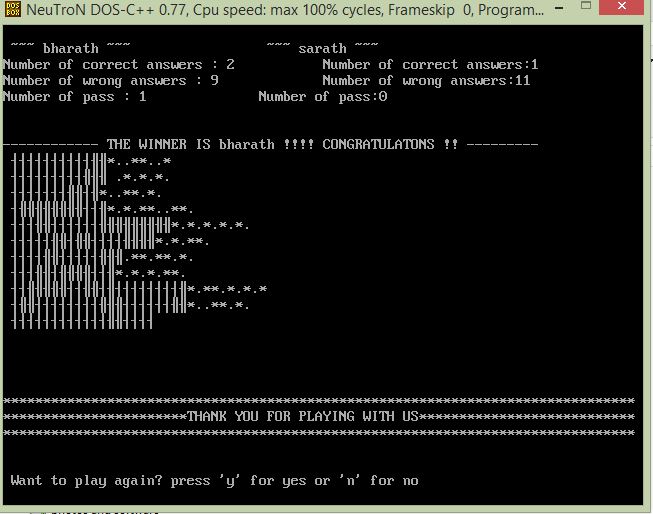 NeuTroN DOS-C++ 0.77, Cpu speed: max 100% cycles, Frameskip 0, Program...
DOS BOX
~~~ bharath ~~~ ~~~ sarath ~~~
Number of correct answers : 2 Number of correct answers:1
Number of wrong answers : 9 Number of wrong answers:11
Number of pass : 1 Number of pass:0
------------ THE WINNER IS bharath !!!! CONGRATULATONS !! ---------
*..**..*
.*.*.*.
*..**.*.
*.*.**..**.
*.*.*.*.*.
*.*.**.
.**.**.*.
*.*.*.**.
*.**.*.*.*
*..**.*.
*******************************************************************************
***********************THANK YOU FOR PLAYING WITH US***************************
*******************************************************************************
Want to play again? press 'y' for yes or 'n' for no